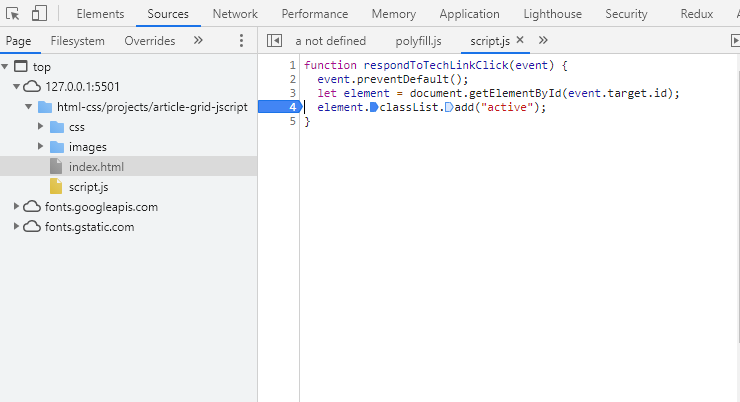 Elements Sources Network Performance Memory Application Lighthouse Security Redux
Page Filesystem Overrides » ⋮ a not defined polyfill.js script.js × »
top
127.0.0.1:5501
html-css/projects/article-grid-jscript
css
images
index.html
script.js
fonts.googleapis.com
fonts.gstatic.com
1 function respondToTechLinkClick(event) {
2 event.preventDefault();
3 let element = document.getElementById(event.target.id);
4 element.classList.add("active");
5 }